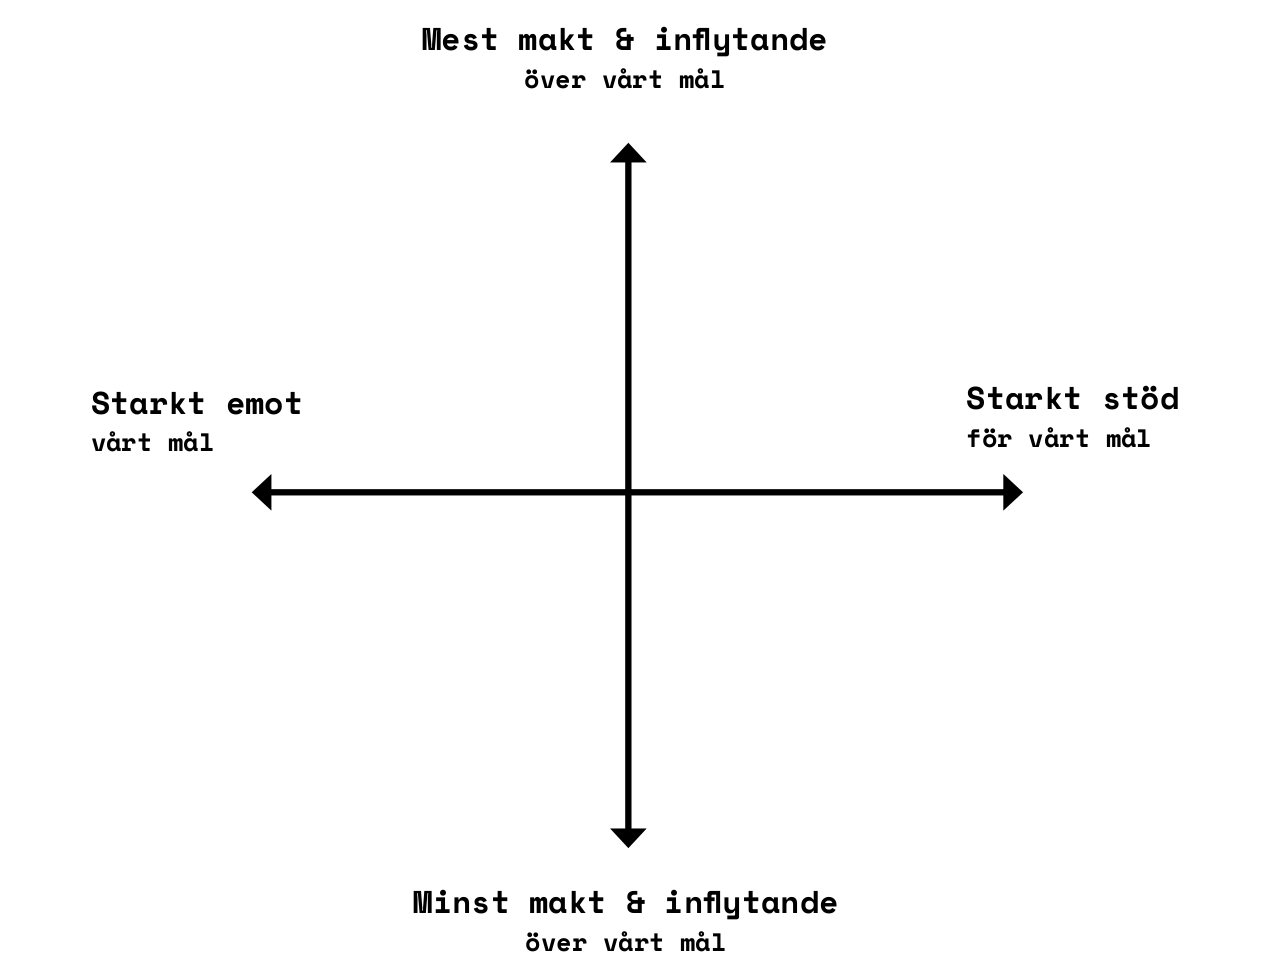 Mest makt & inflytande
över vårt mål
Starkt emot
vårt mål
Starkt stöd
för vårt mål
Minst makt & inflytande
över vårt mål